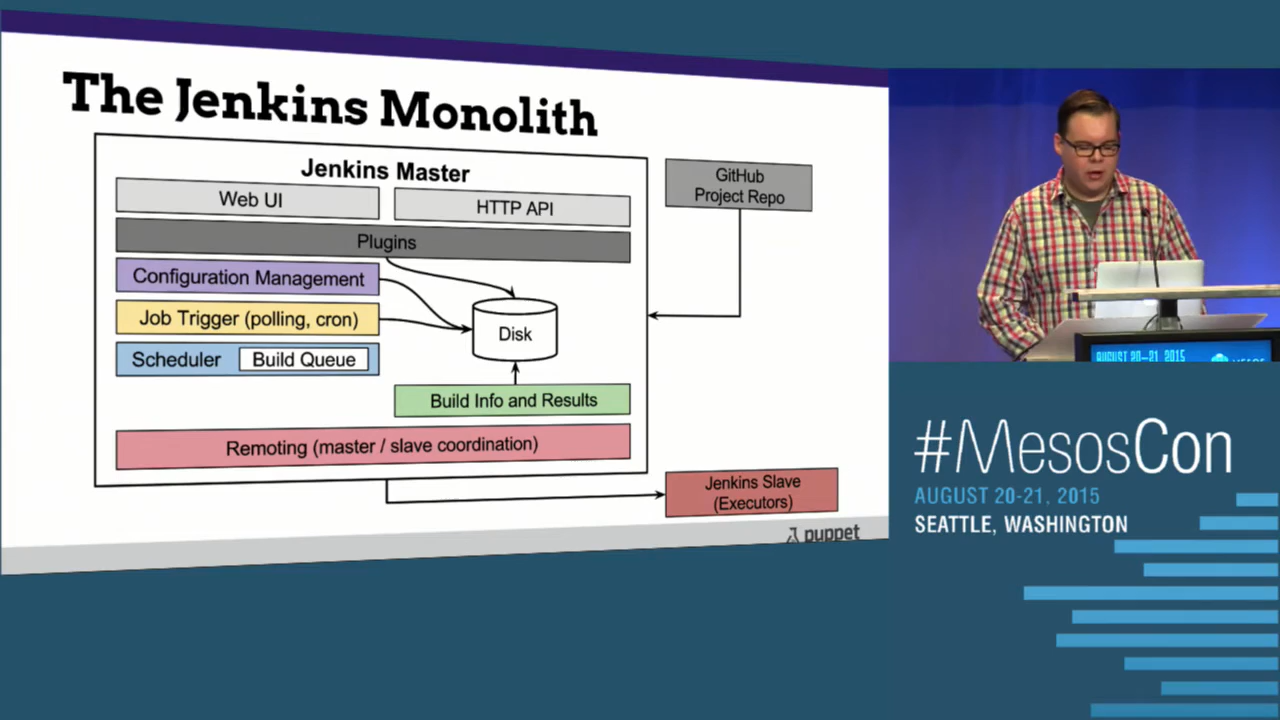 The Jenkins Monolith
Jenkins Master
Web UI
HTTP API
Plugins
Configuration Management
Job Trigger (polling, cron)
Scheduler
Build Queue
Disk
Build Info and Results
Remoting (master / slave coordination)
GitHub
Project Repo
Jenkins Slave
(Executors)
puppet
AUGUST 20-21, 2015
#MesosCon
AUGUST 20-21, 2015
SEATTLE, WASHINGTON